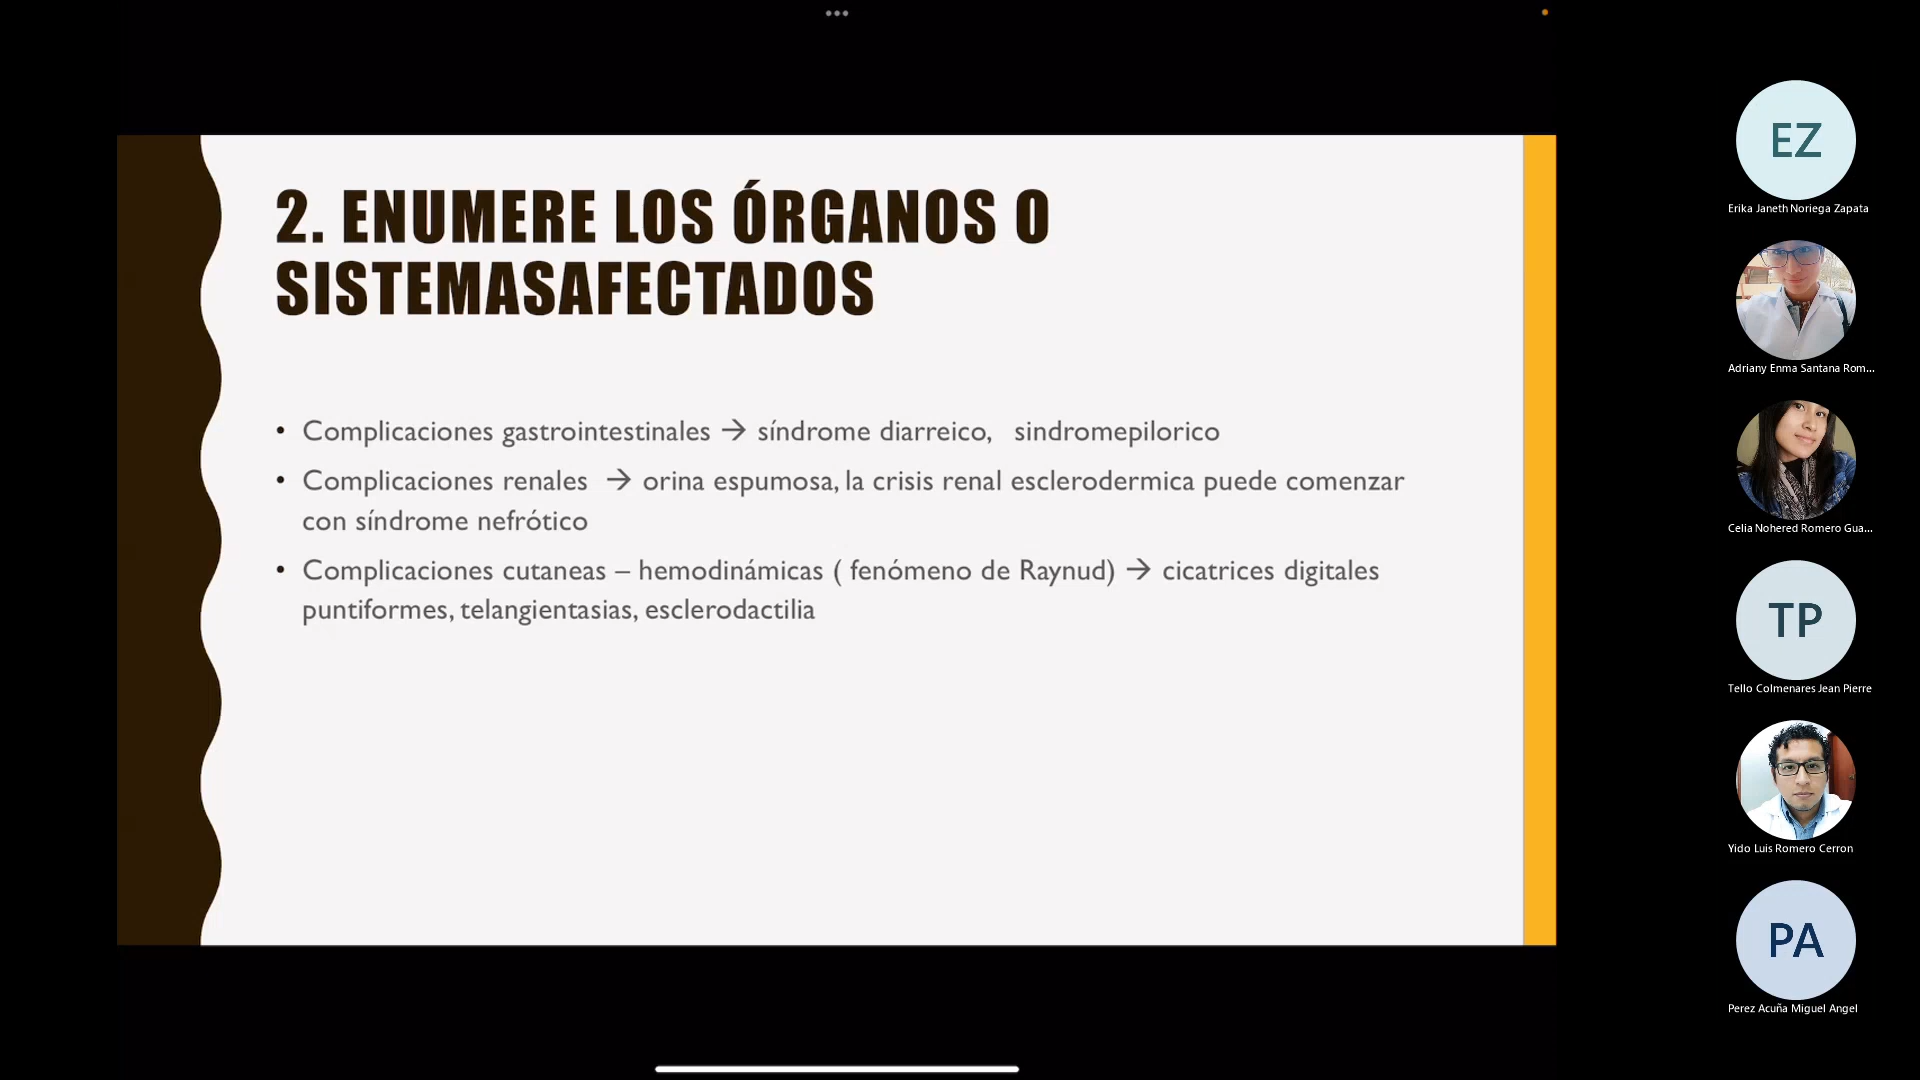 2. ENUMERE LOS ÓRGANOS O
SISTEMASAFECTADOS
• Complicaciones gastrointestinales → síndrome diarreico, sindromepilorico
• Complicaciones renales → orina espumosa, la crisis renal esclerodermica puede comenzar
con síndrome nefrótico
• Complicaciones cutaneas – hemodinámicas ( fenómeno de Raynud) → cicatrices digitales
puntiformes, telangientasias, esclerodactilia
EZ
Erika Janeth Noriega Zapata
Adriany Enma Santana Rom...
Celia Nohered Romero Gua...
TP
Tello Colmenares Jean Pierre
Yido Luis Romero Cerron
PA
Perez Acuña Miguel Angel